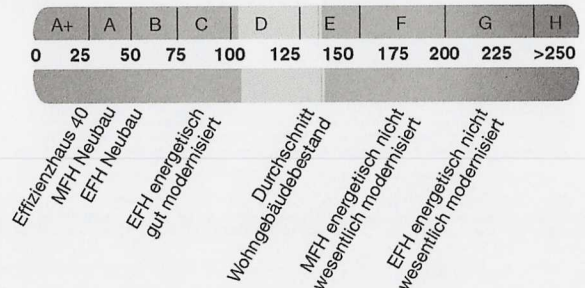 A+ A B C D E F G H
0 25 50 75 100 125 150 175 200 225 >250
Effizienzhaus 40
MFH Neubau
EFH Neubau
EFH energetisch
gut modernisiert
Durchschnitt
Wohngebäudebestand
MFH energetisch nicht
wesentlich modernisiert
EFH energetisch nicht
wesentlich modernisiert